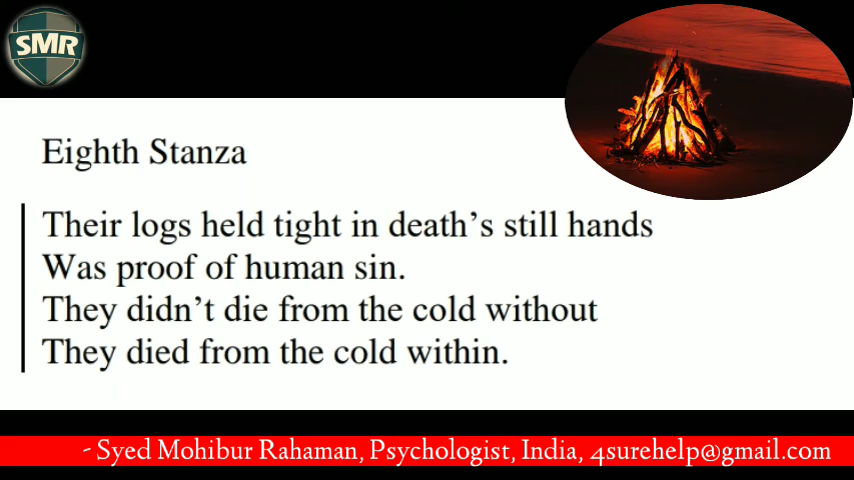 SMR
Eighth Stanza
Their logs held tight in death’s still hands
Was proof of human sin.
They didn’t die from the cold without
They died from the cold within.
- Syed Mohibur Rahaman, Psychologist, India, 4surehelp@gmail.com